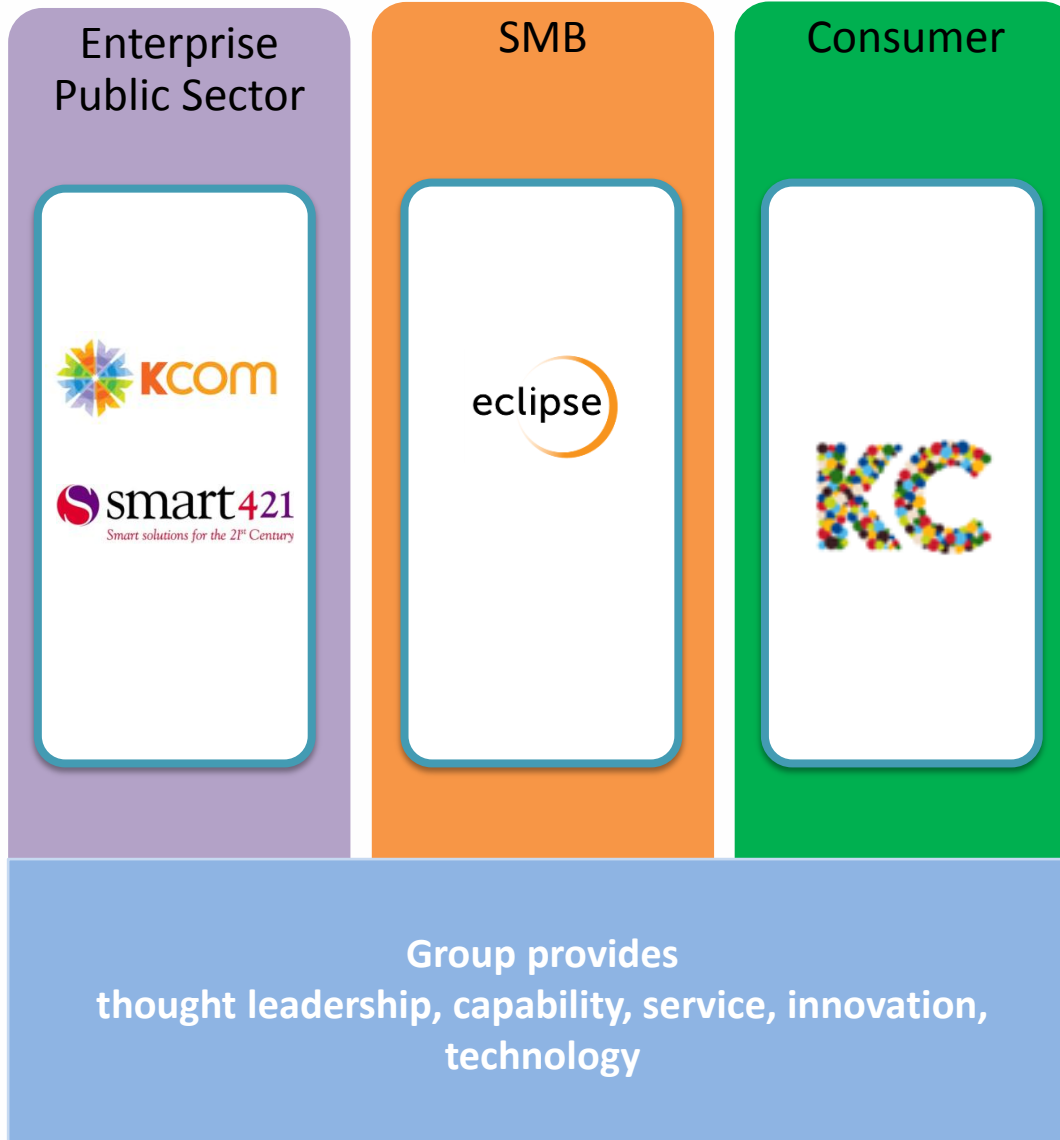 Enterprise
Public Sector
SMB
Consumer
KCOM
smart421
Smart solutions for the 21st Century
eclipse
KC
Group provides
thought leadership, capability, service, innovation,
technology